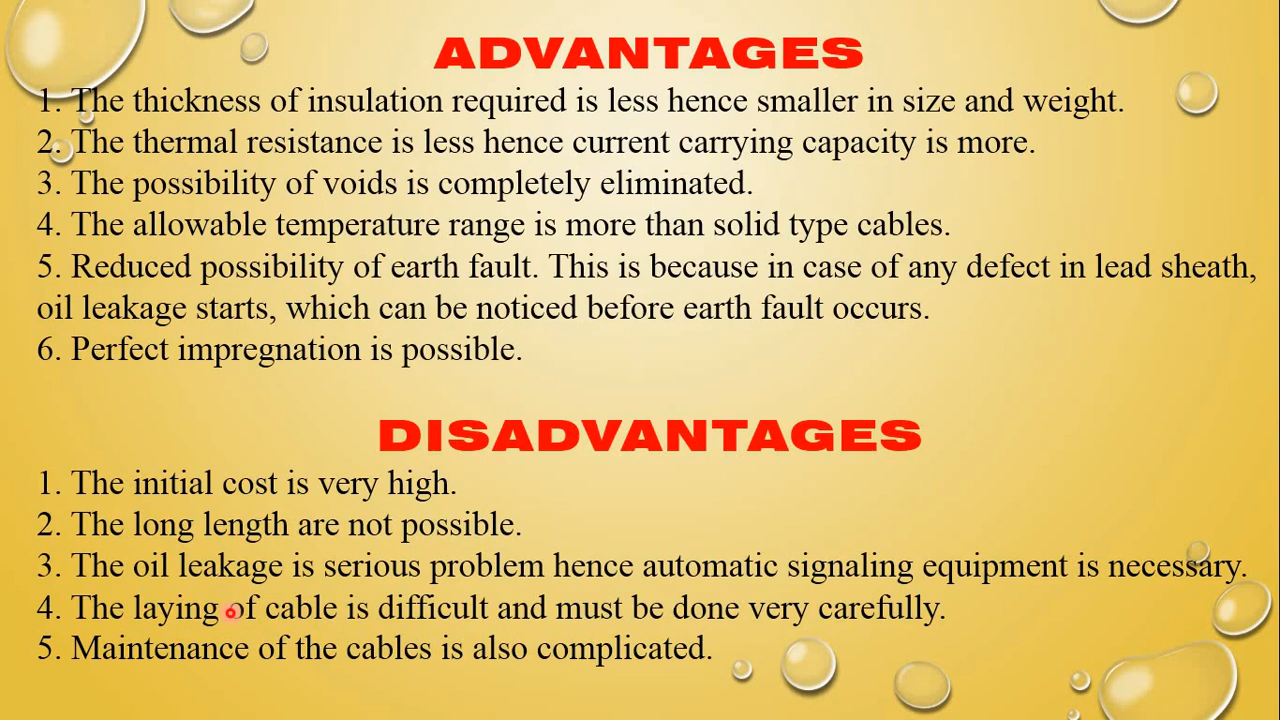 ADVANTAGES
1. The thickness of insulation required is less hence smaller in size and weight.
2. The thermal resistance is less hence current carrying capacity is more.
3. The possibility of voids is completely eliminated.
4. The allowable temperature range is more than solid type cables.
5. Reduced possibility of earth fault. This is because in case of any defect in lead sheath,
oil leakage starts, which can be noticed before earth fault occurs.
6. Perfect impregnation is possible.
DISADVANTAGES
1. The initial cost is very high.
2. The long length are not possible.
3. The oil leakage is serious problem hence automatic signaling equipment is necessary.
4. The laying of cable is difficult and must be done very carefully.
5. Maintenance of the cables is also complicated.